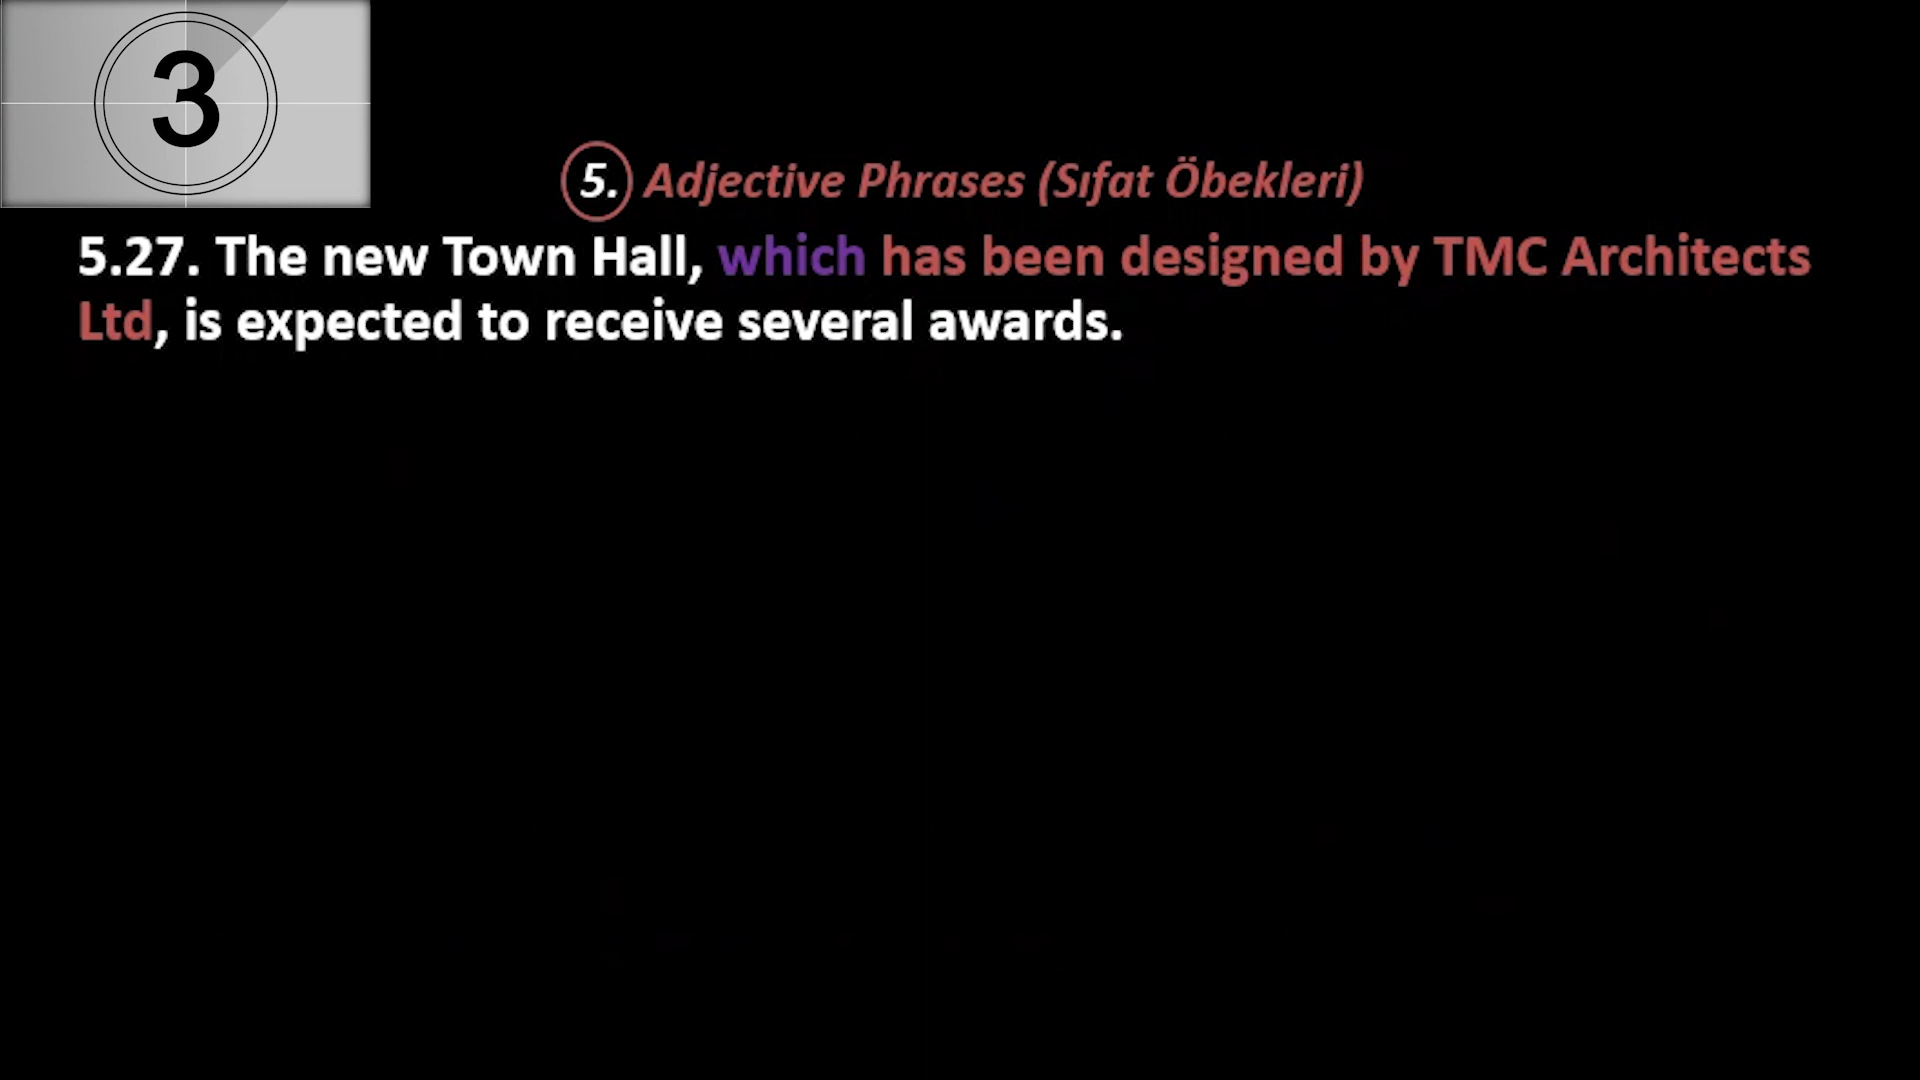 3
5. Adjective Phrases (Sıfat Öbekleri)
5.27. The new Town Hall, which has been designed by TMC Architects
Ltd, is expected to receive several awards.